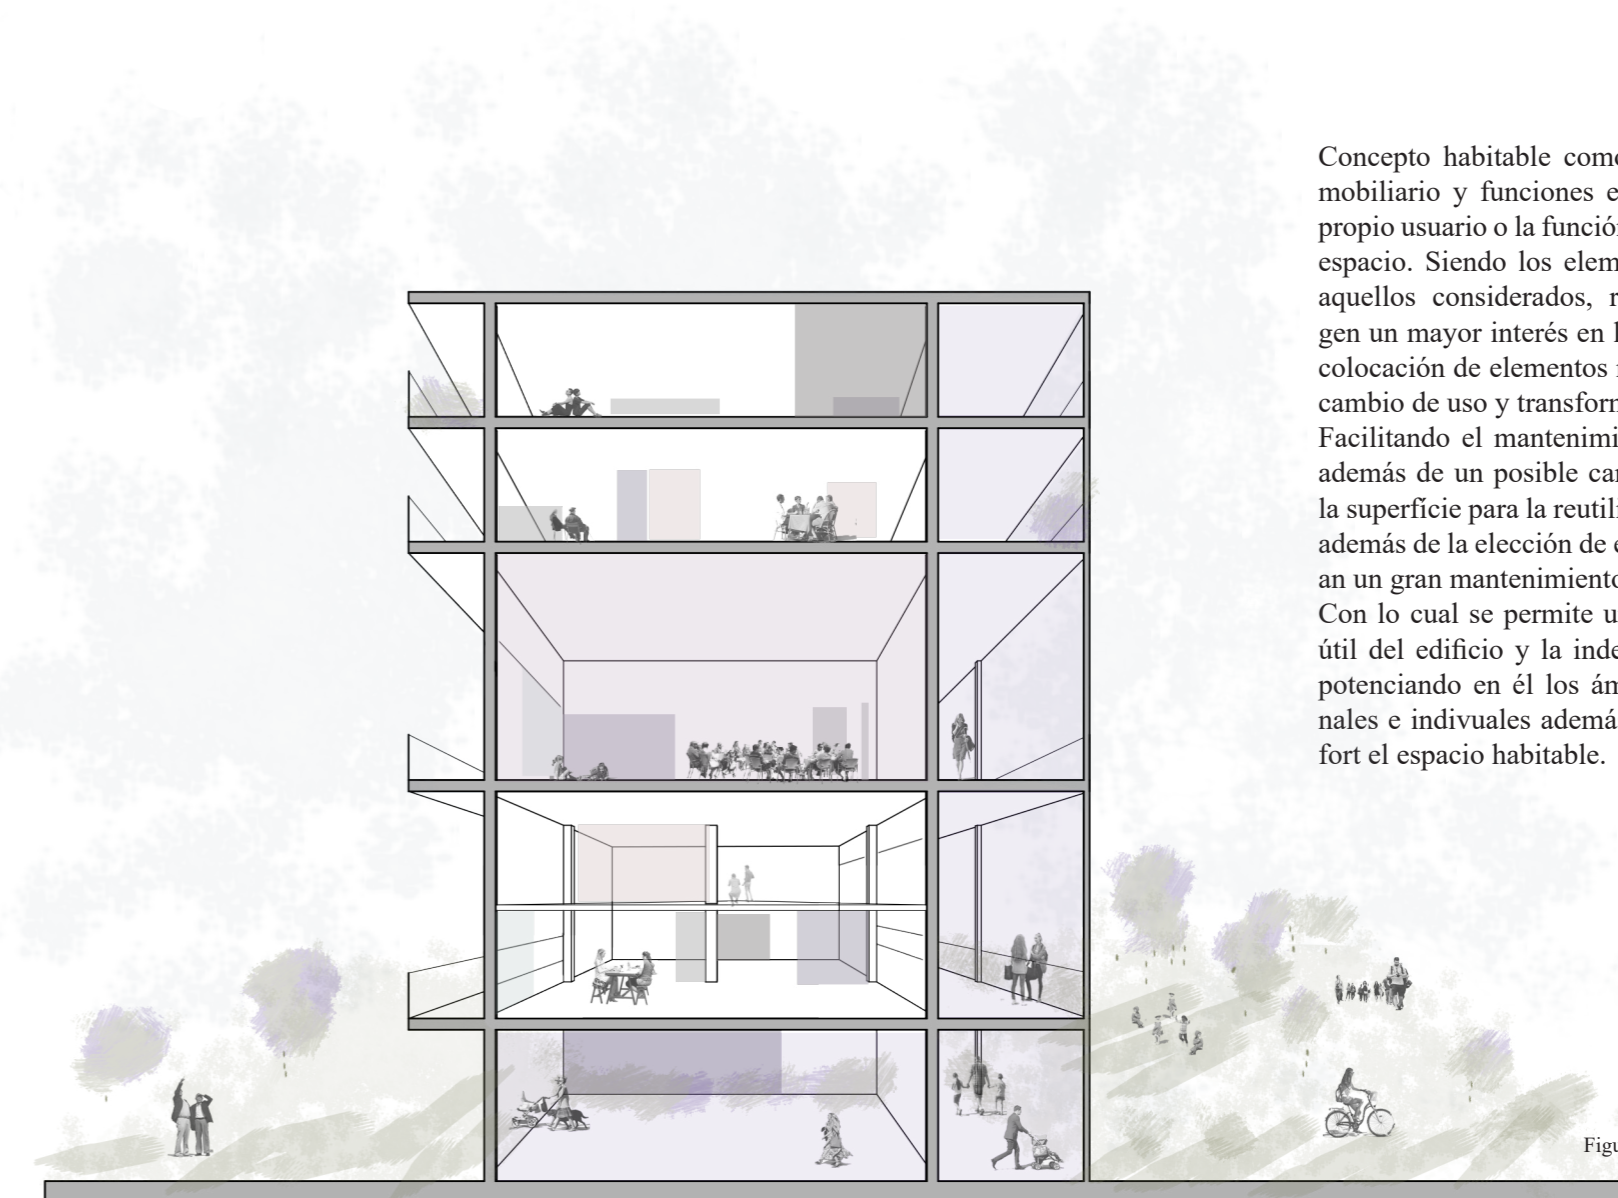 Concepto habitable como
mobiliario y funciones e
propio usuario o la función
espacio. Siendo los elem
aquellos considerados, r
gen un mayor interés en l
colocación de elementos
cambio de uso y transform
Facilitando el mantenimi
además de un posible ca
la superfície para la reutili
además de la elección de e
an un gran mantenimiento
Con lo cual se permite u
útil del edificio y la inde
potenciando en él los ám
nales e indivuales ademá
fort el espacio habitable.
Figu